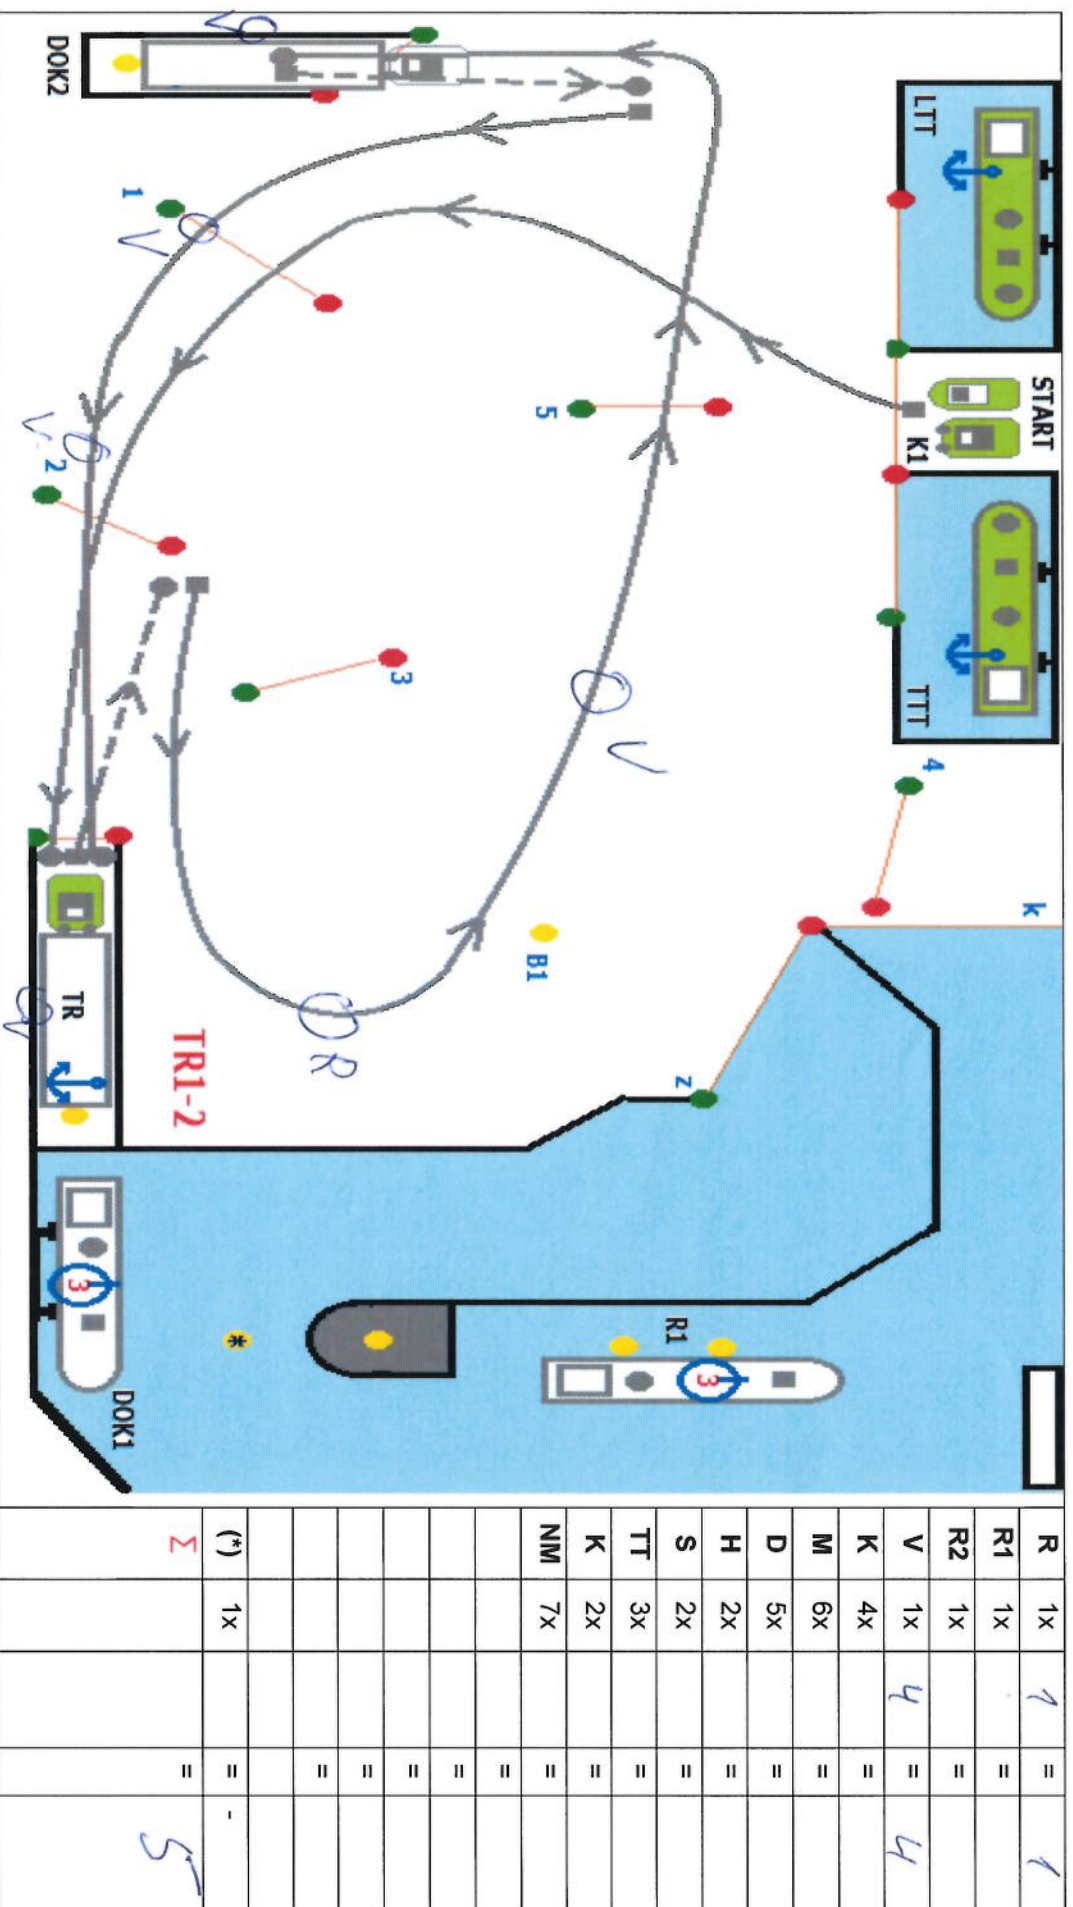 LTT
START
K1
TTT
4
k
DOK2
1
V
V
V
2
5
3
V
B1
R
z
TR1-2
TR
3
DOK1
*
R1
3
R 1x 1 = 1
R1 1x =
R2 1x =
V 1x 4 = 4
K 4x =
M 6x =
D 5x =
H 2x =
S 2x =
TT 3x =
K 2x =
NM 7x =
=
=
=
=
=
(*) 1x = -
Σ = 5